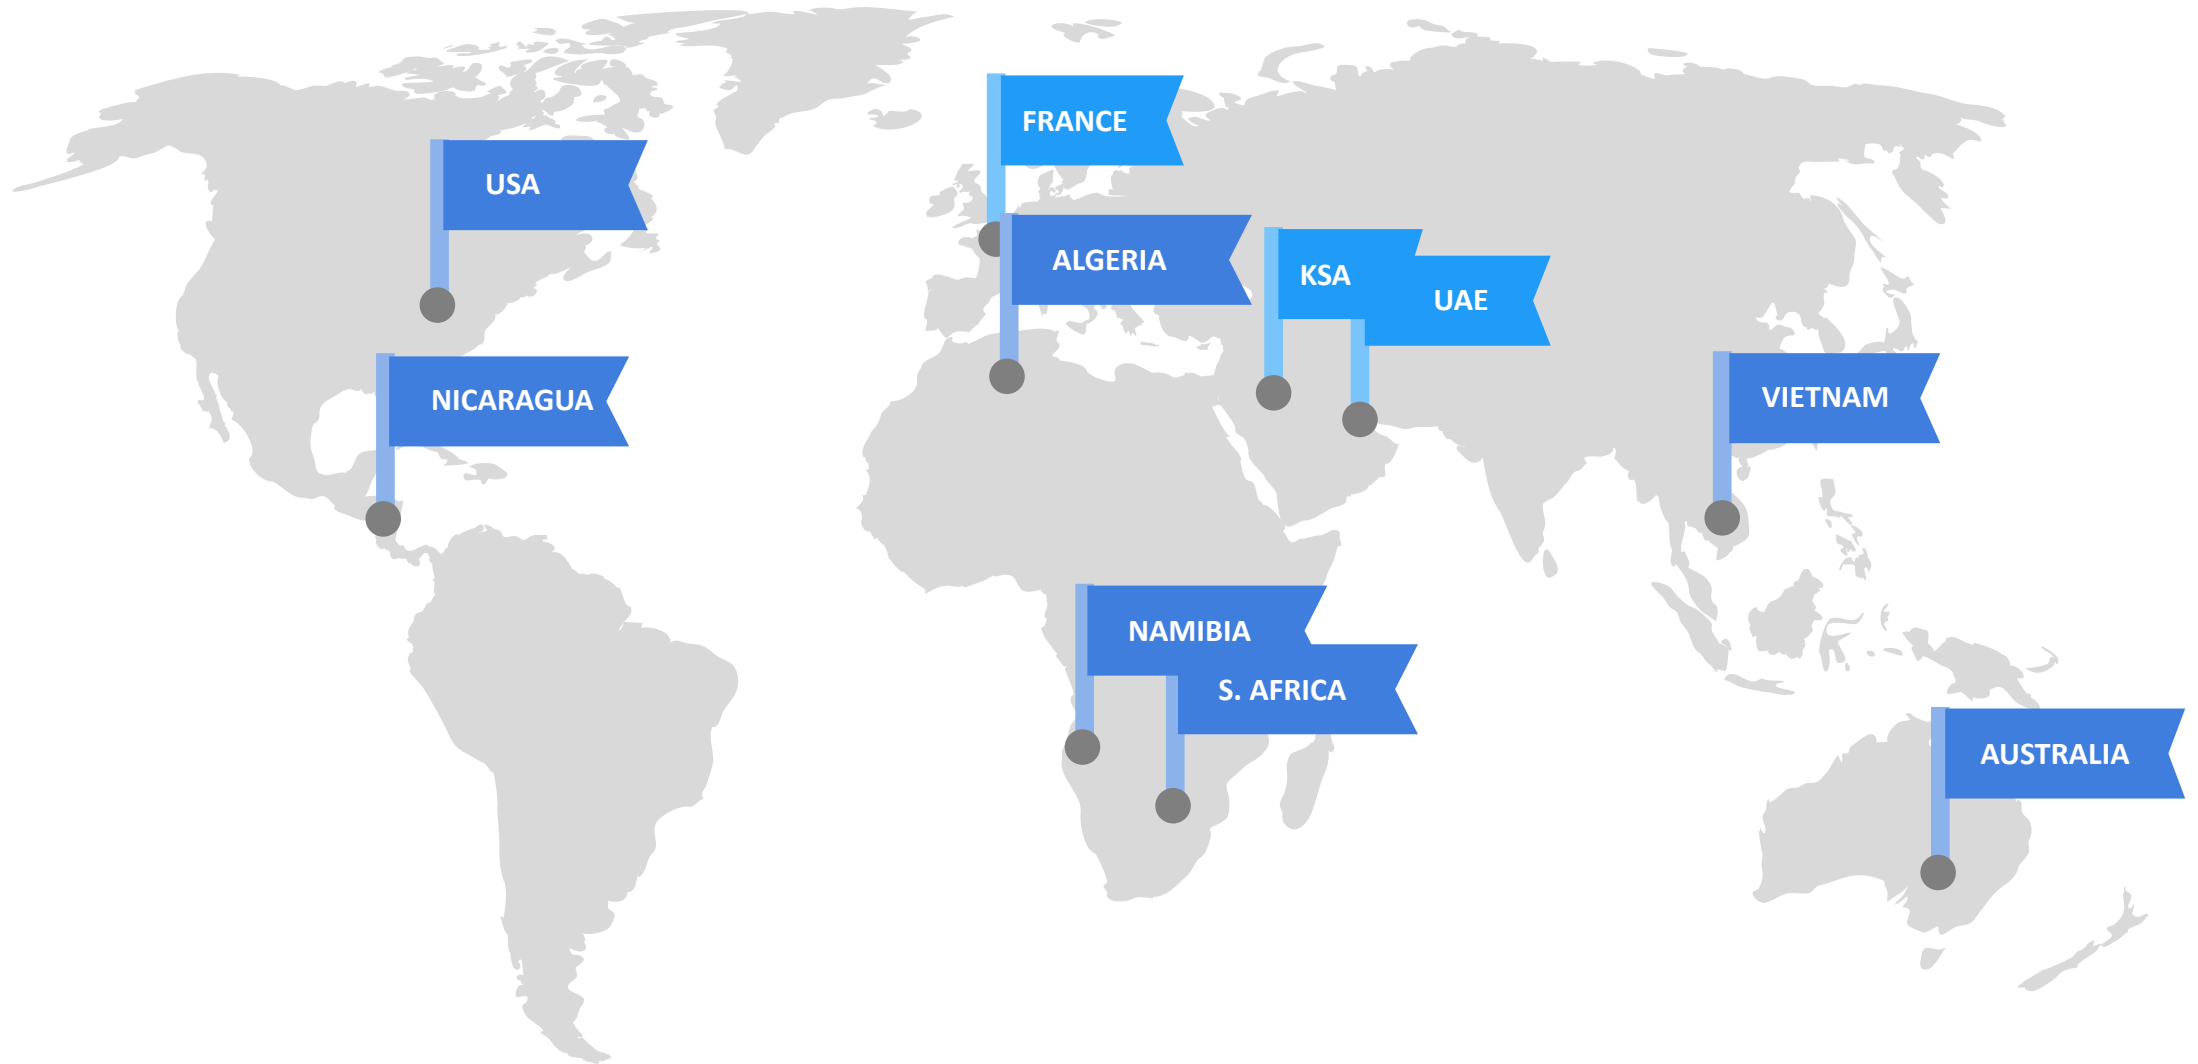 FRANCE
USA
ALGERIA
KSA
UAE
NICARAGUA
VIETNAM
NAMIBIA
S. AFRICA
AUSTRALIA